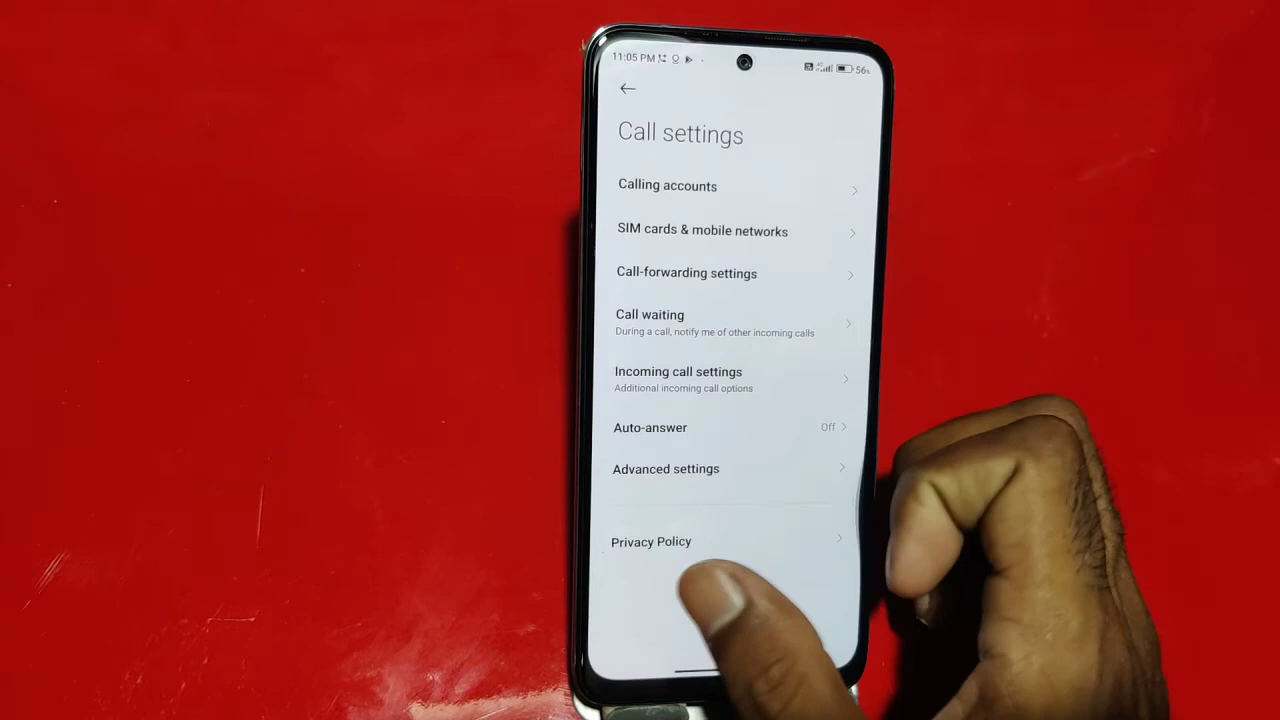 11:05 PM
4G
56%
Call settings
Calling accounts
SIM cards & mobile networks
Call-forwarding settings
Call waiting
During a call, notify me of other incoming calls
Incoming call settings
Additional incoming call options
Auto-answer Off
Advanced settings
Privacy Policy